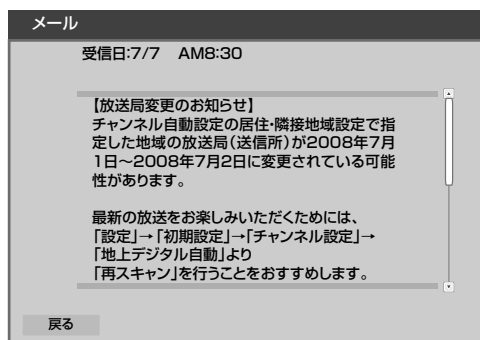 メール
受信日:7/7 AM8:30
【放送局変更のお知らせ】
チャンネル自動設定の居住・隣接地域設定で指
定した地域の放送局(送信所)が2008年7月
1日～2008年7月2日に変更されている可能
性があります。
最新の放送をお楽しみいただくためには、
「設定」→「初期設定」→「チャンネル設定」→
「地上デジタル自動」より
「再スキャン」を行うことをおすすめします。
戻る